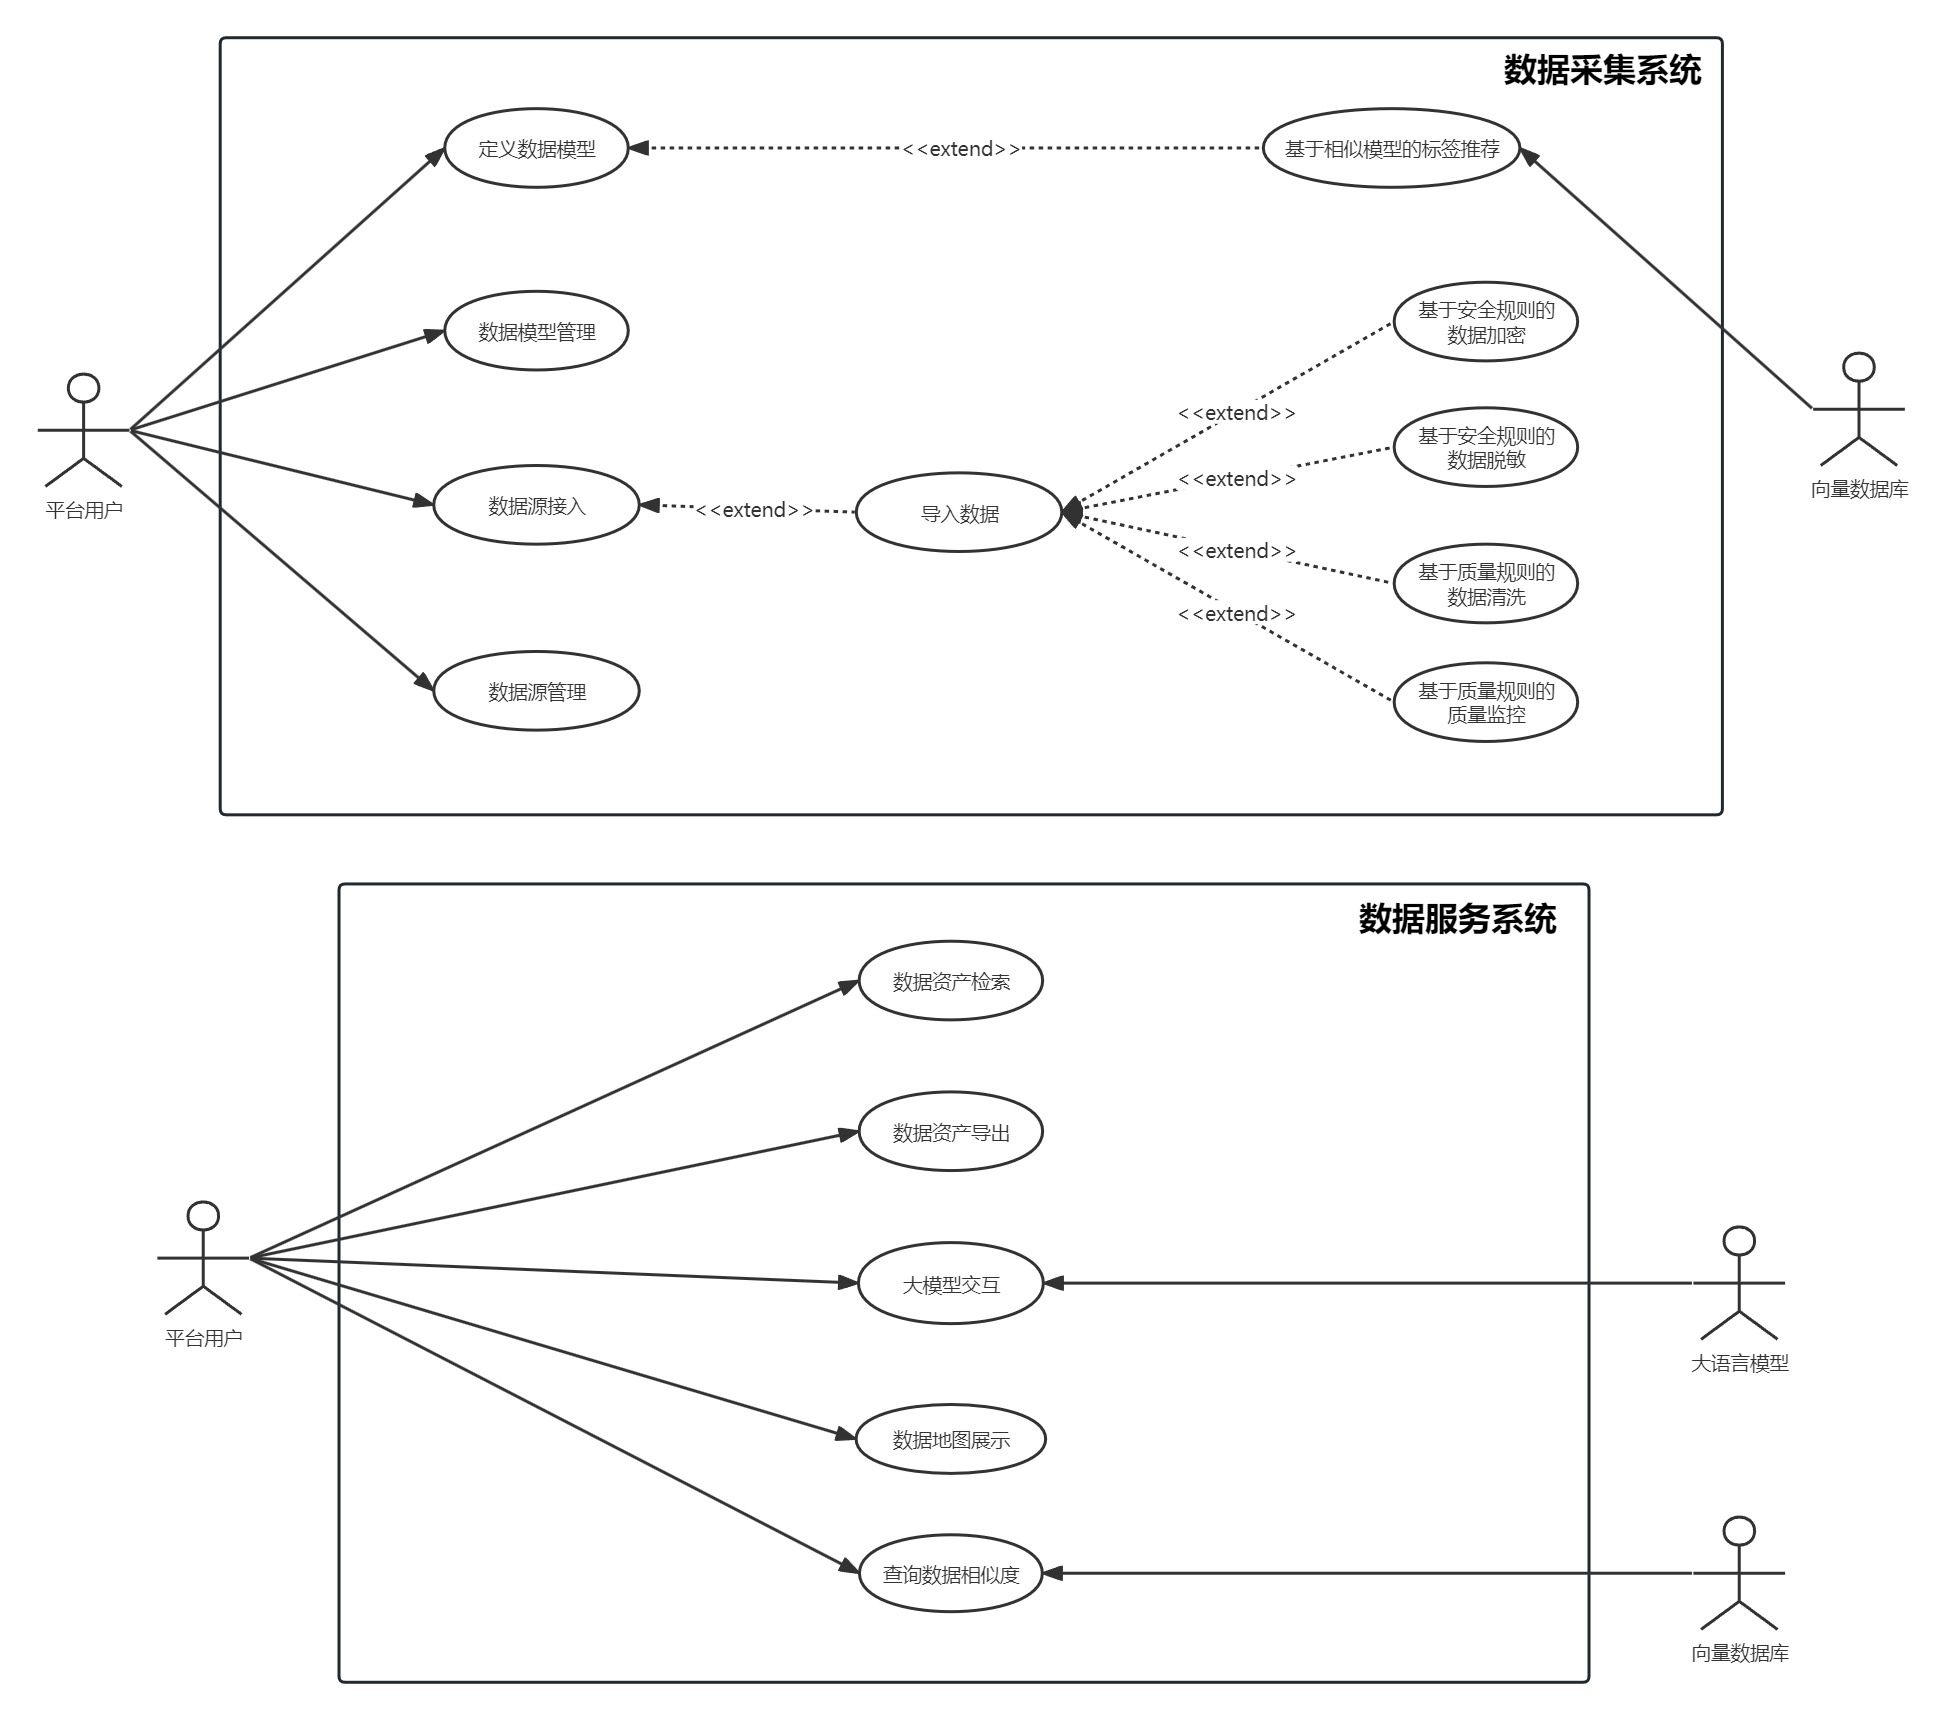 数据采集系统
定义数据模型
<<extend>>
基于相似模型的标签推荐
数据模型管理
基于安全规则的
数据加密
<<extend>>
基于安全规则的
数据脱敏
<<extend>>
平台用户
数据源接入
<<extend>>
导入数据
向量数据库
<<extend>>
基于质量规则的
数据清洗
<<extend>>
数据源管理
基于质量规则的
质量监控
数据服务系统
数据资产检索
数据资产导出
平台用户
大模型交互
大语言模型
数据地图展示
查询数据相似度
向量数据库